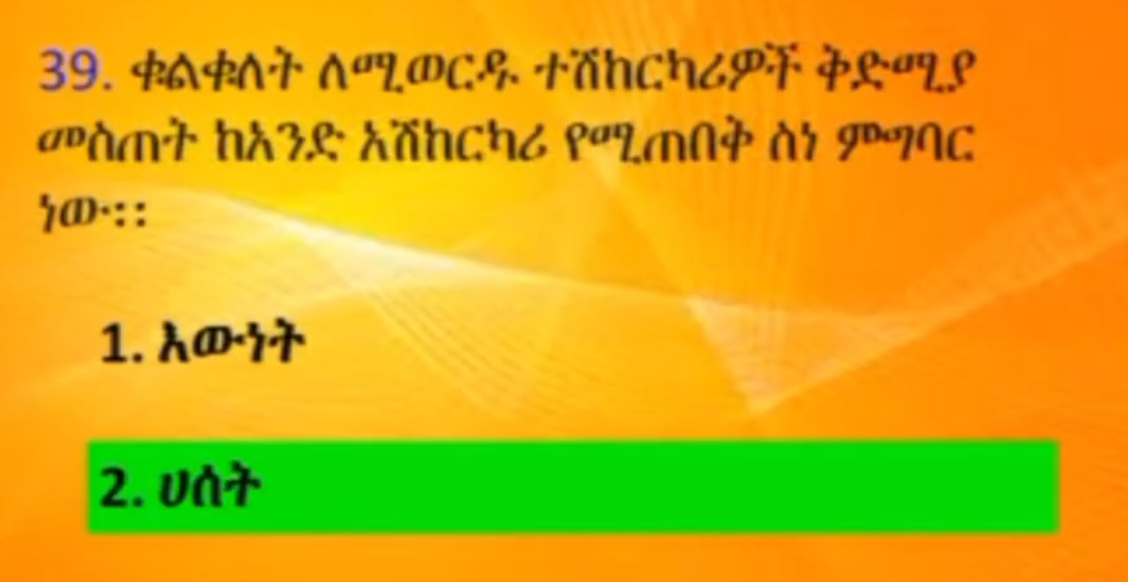 39. ቁልቁለት ለሚወርዱ ተሽከርካሪዎች ቅድሚያ
መስጠት ከአንድ አሽከርካሪ የሚጠበቅ ስነ ምግባር
ነው፡፡
1. እውነት
2. ሀሰት